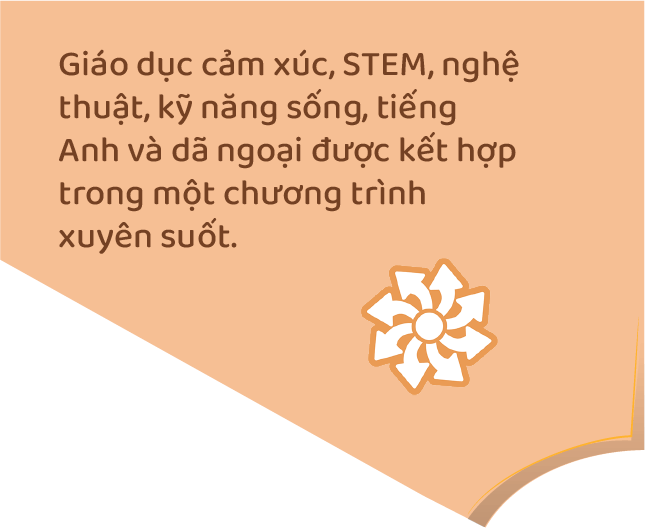 Giáo dục cảm xúc, STEM, nghệ
thuật, kỹ năng sống, tiếng
Anh và dã ngoại được kết hợp
trong một chương trình
xuyên suốt.